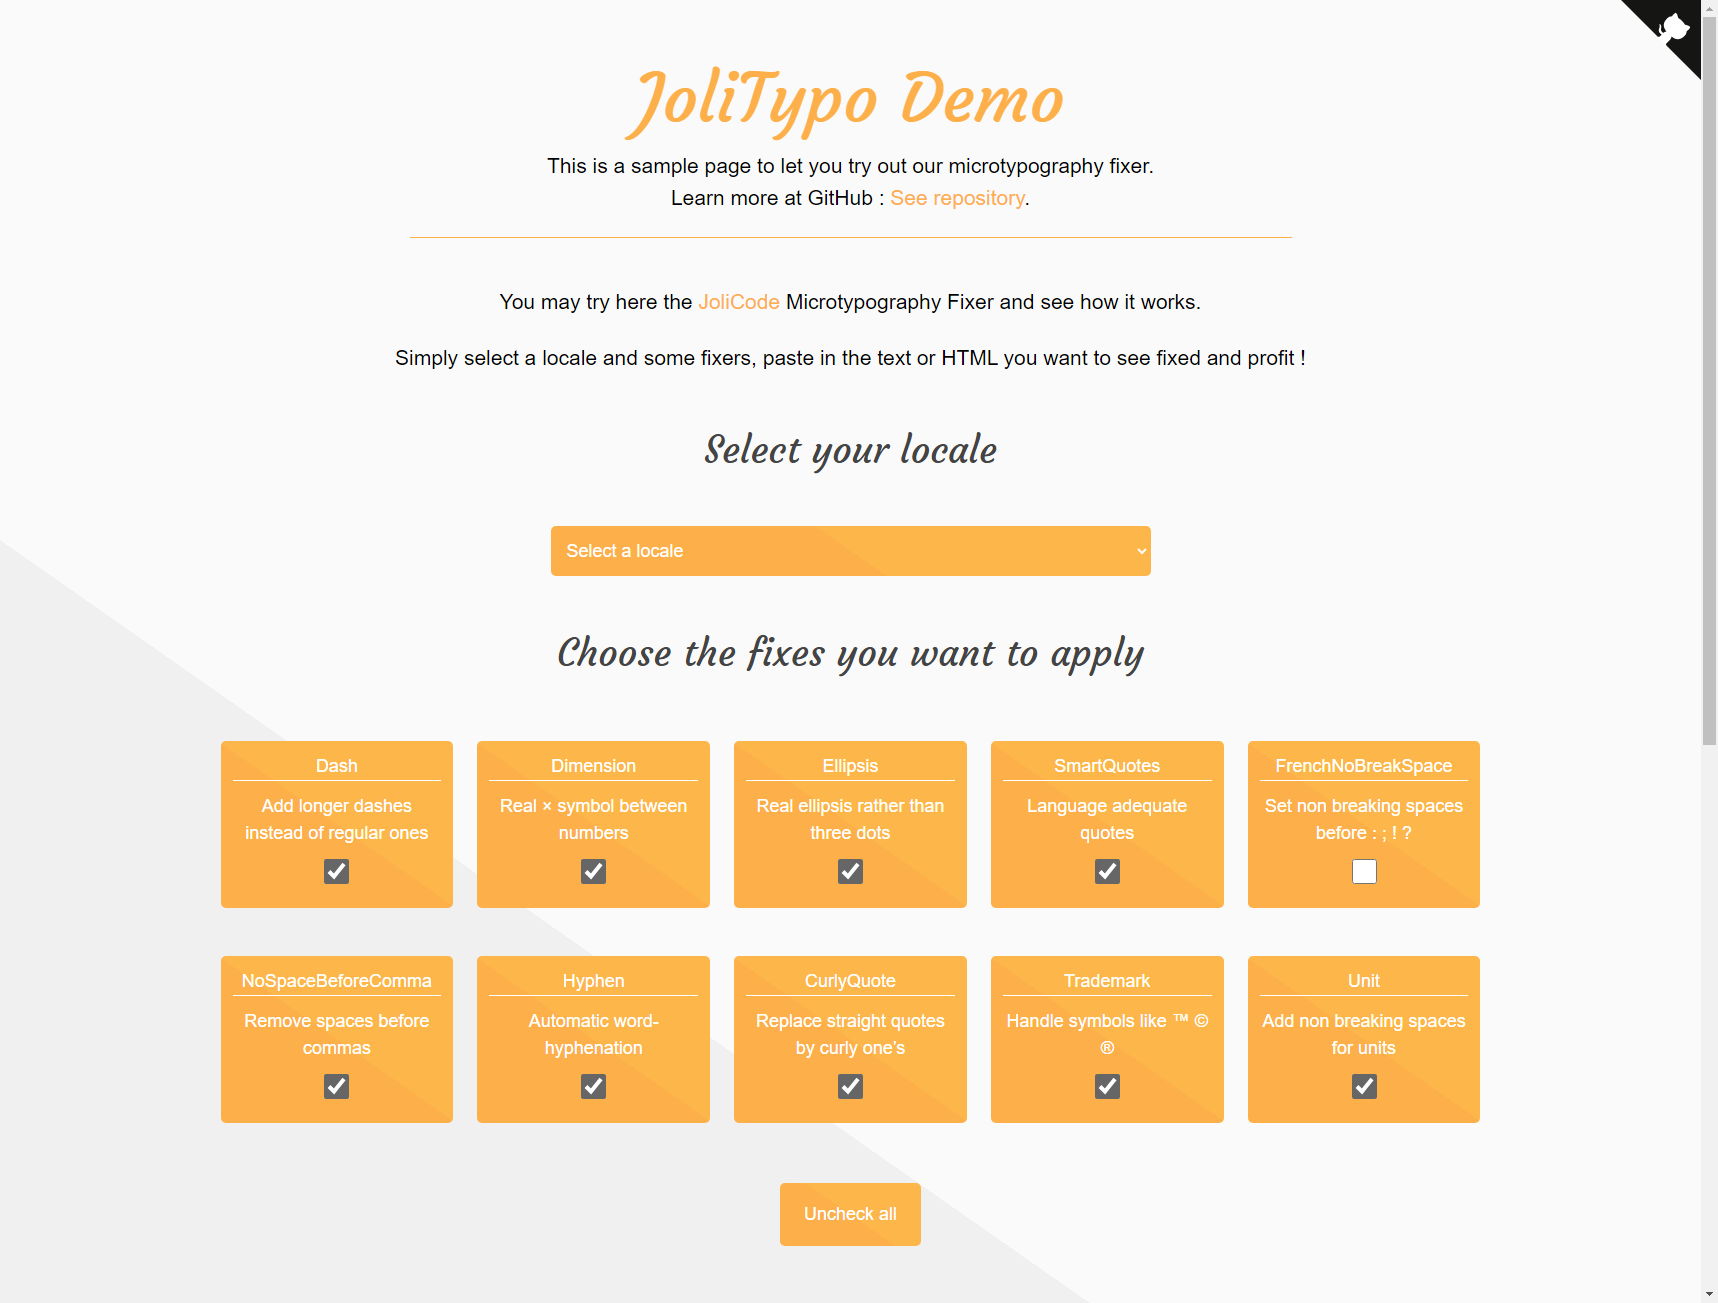 JoliTypo Demo
This is a sample page to let you try out our microtypography fixer.
Learn more at GitHub : See repository.
You may try here the JoliCode Microtypography Fixer and see how it works.
Simply select a locale and some fixers, paste in the text or HTML you want to see fixed and profit !
Select your locale
Select a locale
Choose the fixes you want to apply
Dash
Add longer dashes
instead of regular ones
Dimension
Real × symbol between
numbers
Ellipsis
Real ellipsis rather than
three dots
SmartQuotes
Language adequate
quotes
FrenchNoBreakSpace
Set non breaking spaces
before : ; ! ?
NoSpaceBeforeComma
Remove spaces before
commas
Hyphen
Automatic word-
hyphenation
CurlyQuote
Replace straight quotes
by curly one’s
Trademark
Handle symbols like ™ ©
®
Unit
Add non breaking spaces
for units
Uncheck all